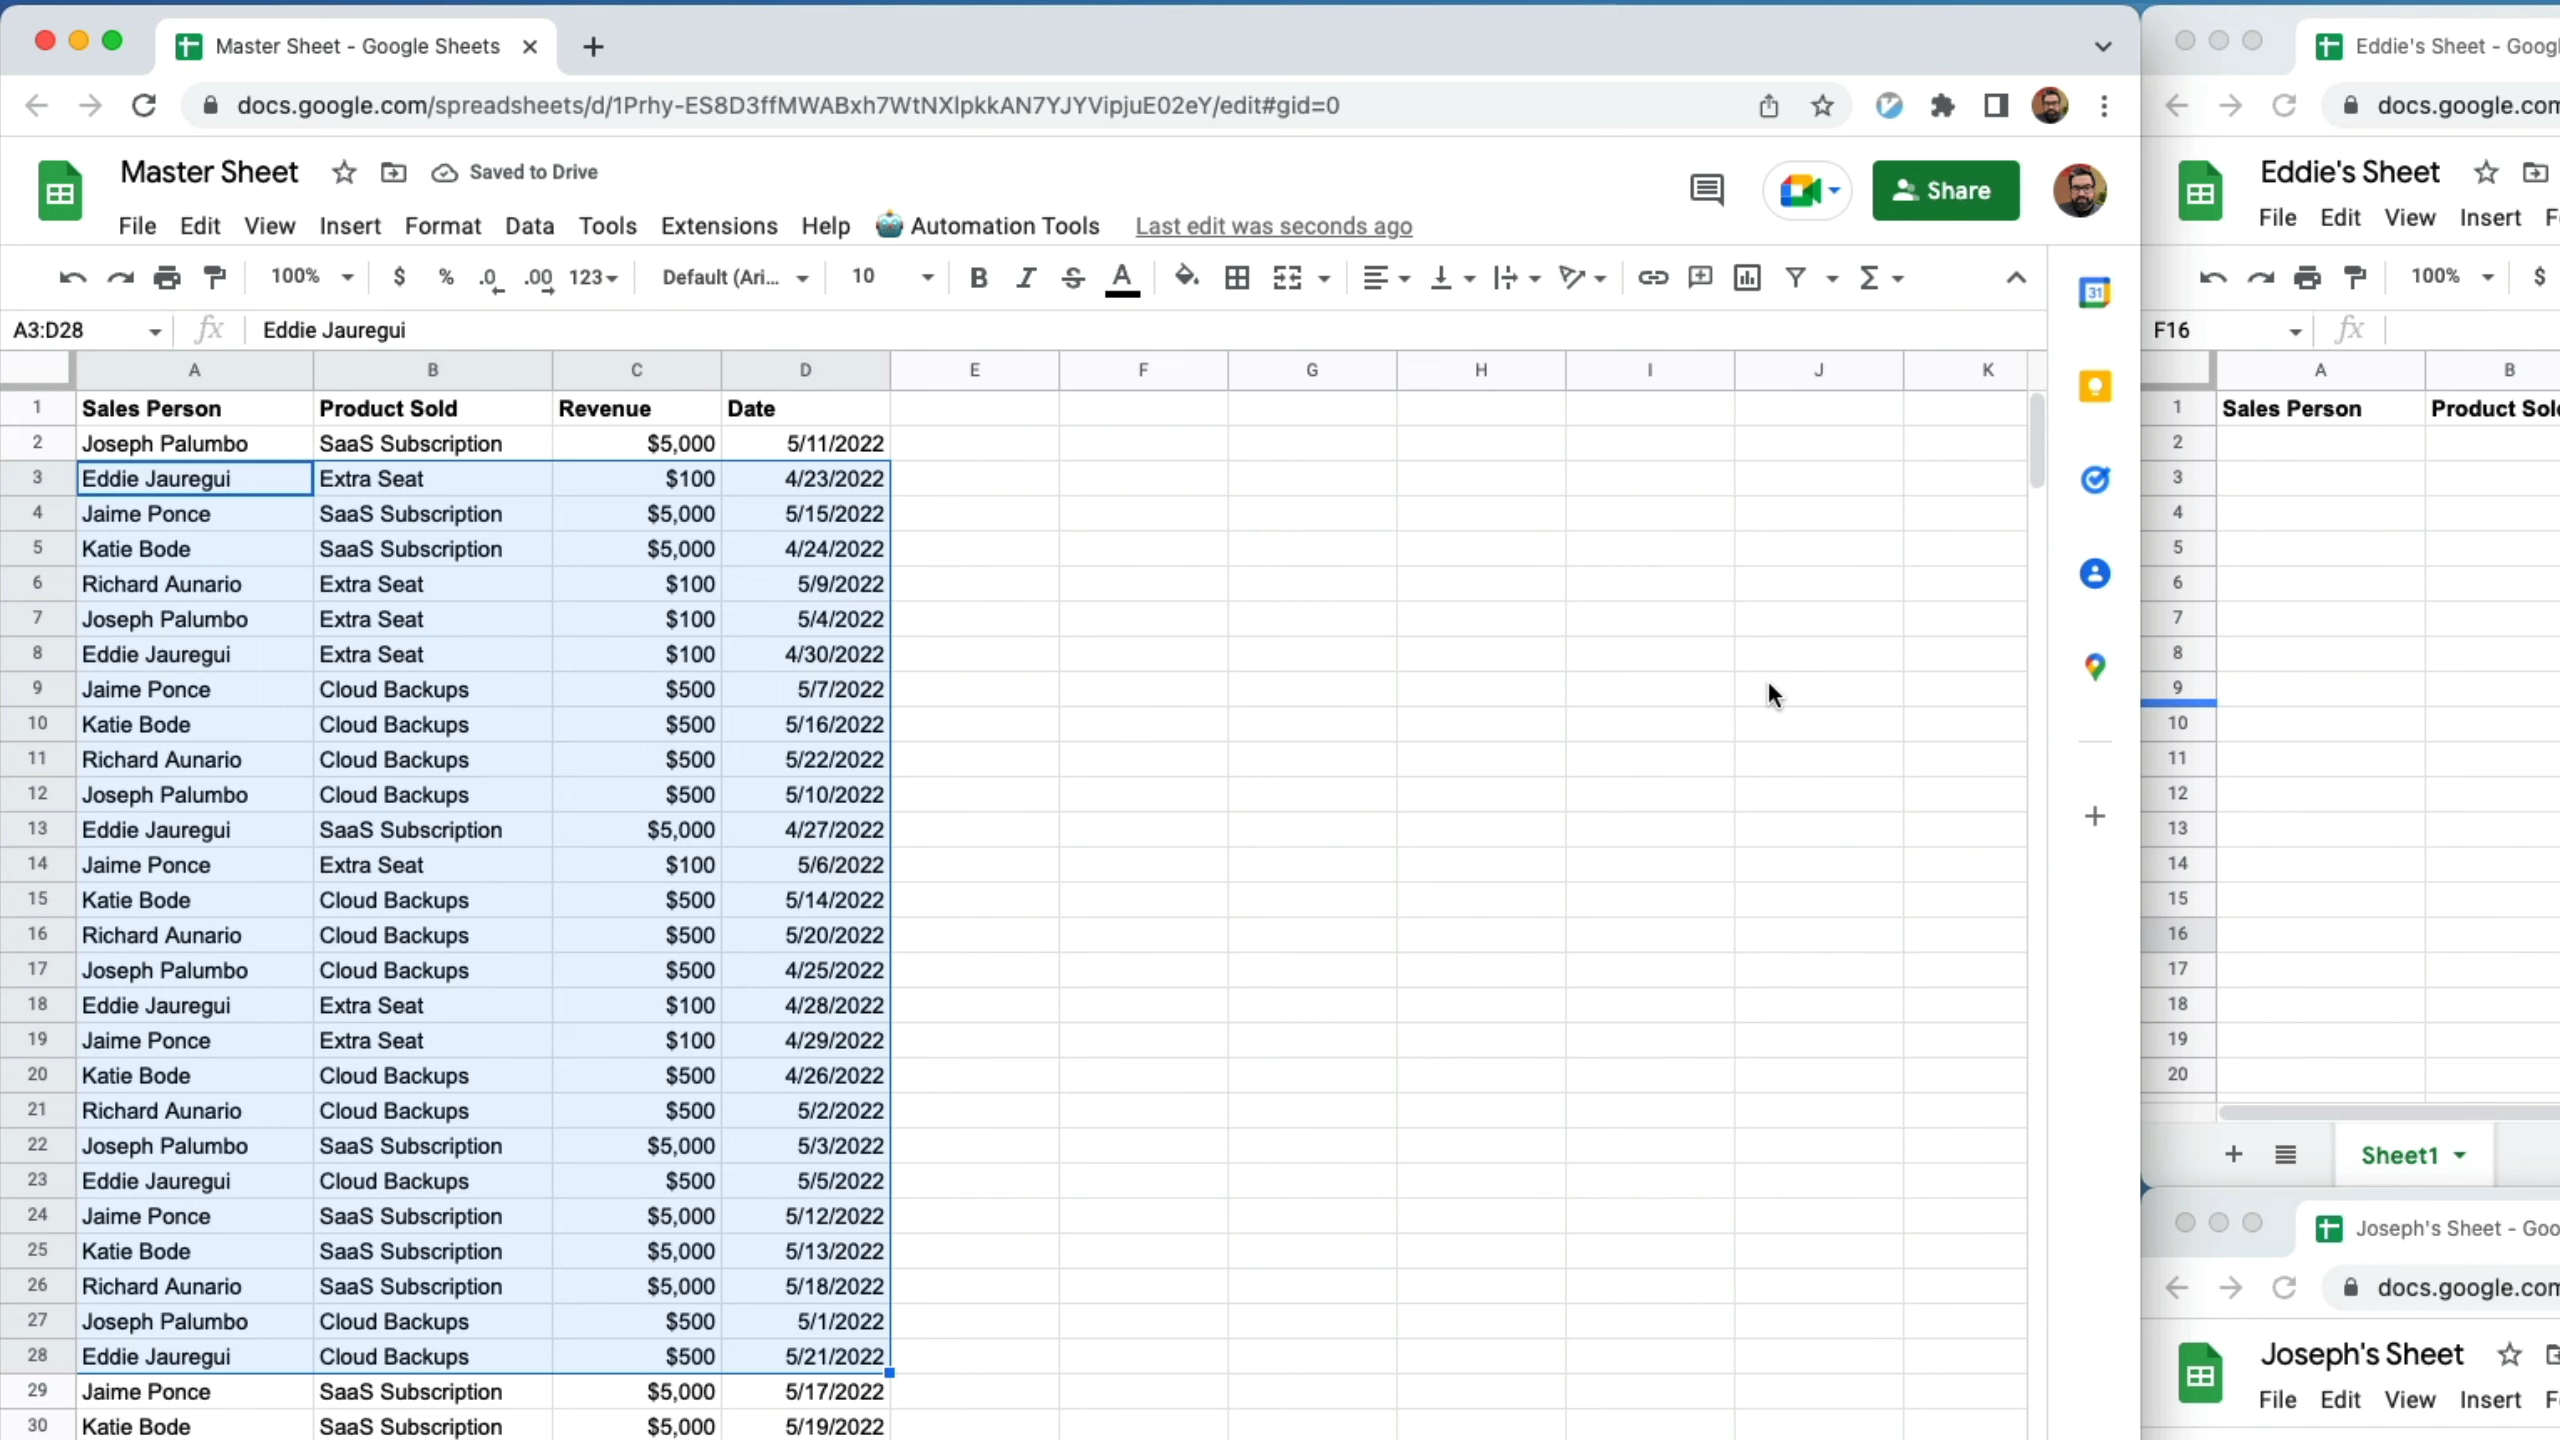 Master Sheet - Google Sheets
docs.google.com/spreadsheets/d/1Prhy-ES8D3ffMWABxh7WtNXlpkkAN7YJYVipjuE02eY/edit#gid=0
Master Sheet Saved to Drive Share
File Edit View Insert Format Data Tools Extensions Help Automation Tools Last edit was seconds ago
100% $ % .0 .00 123 Default (Ari... 10 B I S A Σ 31
A3:D28 fx Eddie Jauregui
A B C D E F G H I J K
1 Sales Person Product Sold Revenue Date
2 Joseph Palumbo SaaS Subscription $5,000 5/11/2022
3 Eddie Jauregui Extra Seat $100 4/23/2022
4 Jaime Ponce SaaS Subscription $5,000 5/15/2022
5 Katie Bode SaaS Subscription $5,000 4/24/2022
6 Richard Aunario Extra Seat $100 5/9/2022
7 Joseph Palumbo Extra Seat $100 5/4/2022
8 Eddie Jauregui Extra Seat $100 4/30/2022
9 Jaime Ponce Cloud Backups $500 5/7/2022
10 Katie Bode Cloud Backups $500 5/16/2022
11 Richard Aunario Cloud Backups $500 5/22/2022
12 Joseph Palumbo Cloud Backups $500 5/10/2022
13 Eddie Jauregui SaaS Subscription $5,000 4/27/2022
14 Jaime Ponce Extra Seat $100 5/6/2022
15 Katie Bode Cloud Backups $500 5/14/2022
16 Richard Aunario Cloud Backups $500 5/20/2022
17 Joseph Palumbo Cloud Backups $500 4/25/2022
18 Eddie Jauregui Extra Seat $100 4/28/2022
19 Jaime Ponce Extra Seat $100 4/29/2022
20 Katie Bode Cloud Backups $500 4/26/2022
21 Richard Aunario Cloud Backups $500 5/2/2022
22 Joseph Palumbo SaaS Subscription $5,000 5/3/2022
23 Eddie Jauregui Cloud Backups $500 5/5/2022
24 Jaime Ponce SaaS Subscription $5,000 5/12/2022
25 Katie Bode SaaS Subscription $5,000 5/13/2022
26 Richard Aunario SaaS Subscription $5,000 5/18/2022
27 Joseph Palumbo Cloud Backups $500 5/1/2022
28 Eddie Jauregui Cloud Backups $500 5/21/2022
29 Jaime Ponce SaaS Subscription $5,000 5/17/2022
30 Katie Bode SaaS Subscription $5,000 5/19/2022
Eddie's Sheet - Goog
docs.google.com
Eddie's Sheet
File Edit View Insert F
100% $
F16 fx
A B
1 Sales Person Product Sol
2
3
4
5
6
7
8
9
10
11
12
13
14
15
16
17
18
19
20
Sheet1
Joseph's Sheet - Goo
docs.google.com
Joseph's Sheet
File Edit View Insert F